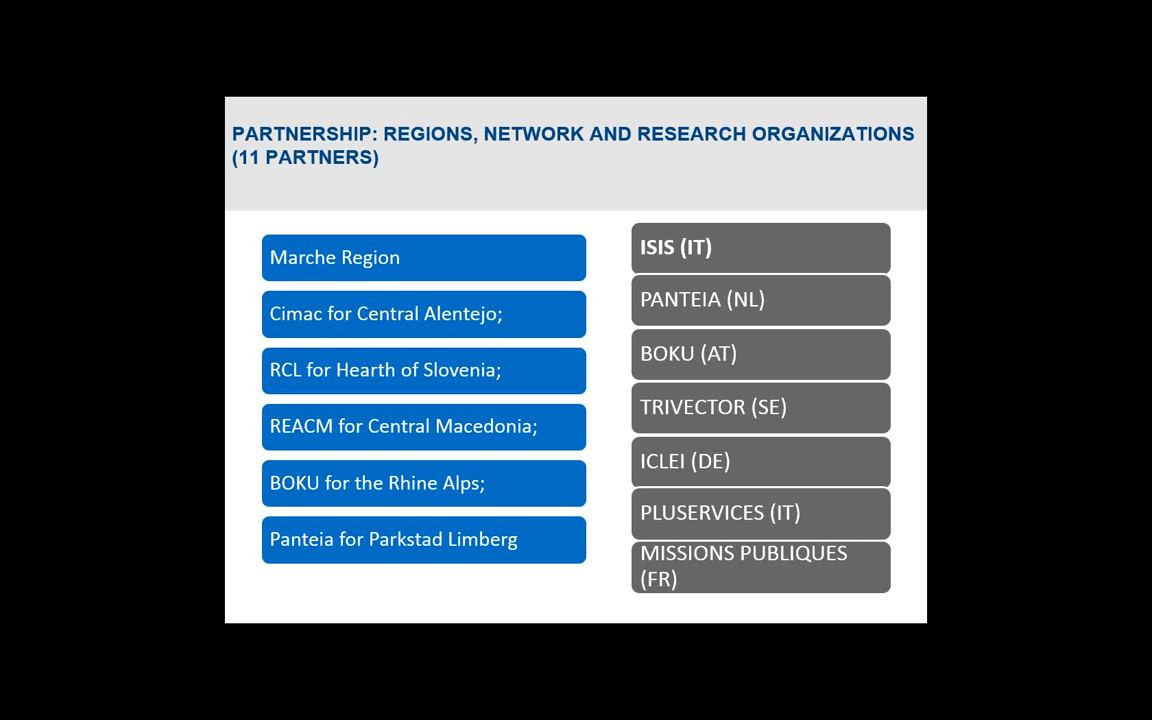 PARTNERSHIP: REGIONS, NETWORK AND RESEARCH ORGANIZATIONS
(11 PARTNERS)
Marche Region
Cimac for Central Alentejo;
RCL for Hearth of Slovenia;
REACM for Central Macedonia;
BOKU for the Rhine Alps;
Panteia for Parkstad Limberg
ISIS (IT)
PANTEIA (NL)
BOKU (AT)
TRIVECTOR (SE)
ICLEI (DE)
PLUSERVICES (IT)
MISSIONS PUBLIQUES
(FR)